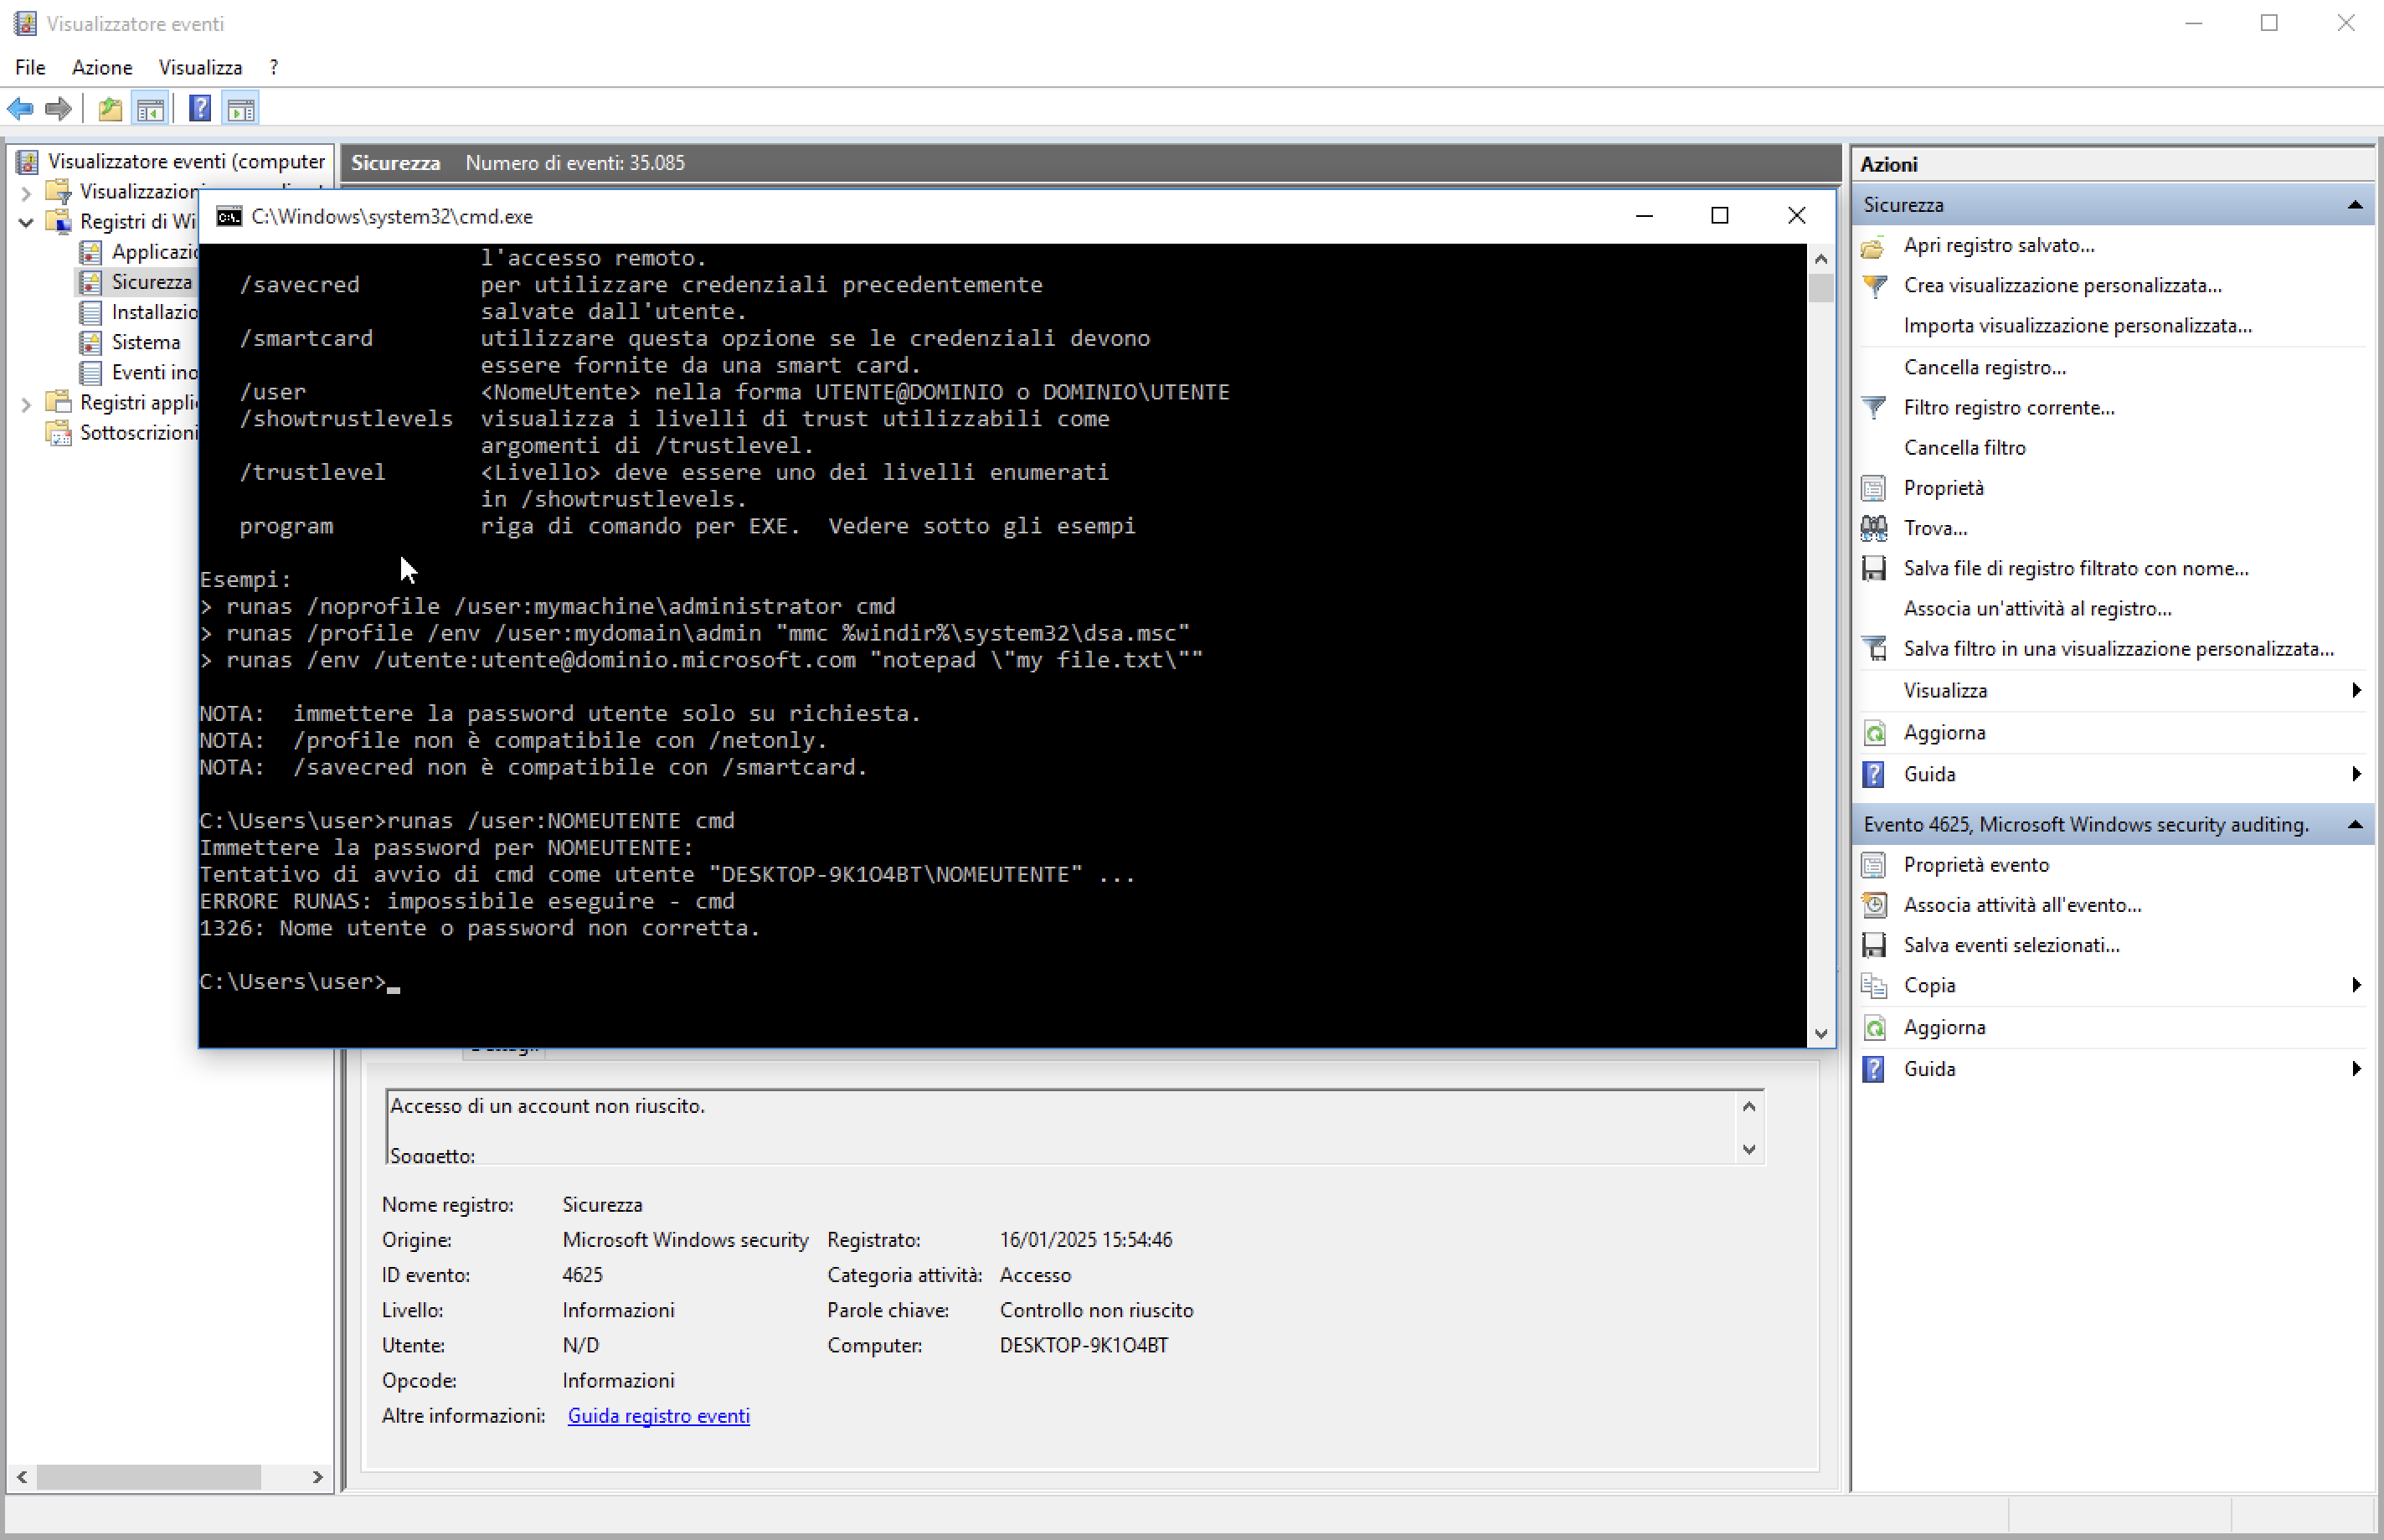 Visualizzatore eventi
File Azione Visualizza ?
Visualizzatore eventi (computer
Visualizzazioni
Registri di Wi
Applicazio
Sicurezza
Installazio
Sistema
Eventi ino
Registri appli
Sottoscrizioni
Sicurezza Numero di eventi: 35.085
C:\Windows\system32\cmd.exe
l'accesso remoto.
/savecred per utilizzare credenziali precedentemente
salvate dall'utente.
/smartcard utilizzare questa opzione se le credenziali devono
essere fornite da una smart card.
/user <NomeUtente> nella forma UTENTE@DOMINIO o DOMINIO\UTENTE
/showtrustlevels visualizza i livelli di trust utilizzabili come
argomenti di /trustlevel.
/trustlevel <Livello> deve essere uno dei livelli enumerati
in /showtrustlevels.
program riga di comando per EXE. Vedere sotto gli esempi
Esempi:
> runas /noprofile /user:mymachine\administrator cmd
> runas /profile /env /user:mydomain\admin "mmc %windir%\system32\dsa.msc"
> runas /env /utente:utente@dominio.microsoft.com "notepad \"my file.txt\""
NOTA: immettere la password utente solo su richiesta.
NOTA: /profile non è compatibile con /netonly.
NOTA: /savecred non è compatibile con /smartcard.
C:\Users\user>runas /user:NOMEUTENTE cmd
Immettere la password per NOMEUTENTE:
Tentativo di avvio di cmd come utente "DESKTOP-9K1O4BT\NOMEUTENTE" ...
ERRORE RUNAS: impossibile eseguire - cmd
1326: Nome utente o password non corretta.
C:\Users\user>_
Dettagli
Accesso di un account non riuscito.
Soggetto:
Nome registro: Sicurezza
Origine: Microsoft Windows security Registrato: 16/01/2025 15:54:46
ID evento: 4625 Categoria attività: Accesso
Livello: Informazioni Parole chiave: Controllo non riuscito
Utente: N/D Computer: DESKTOP-9K1O4BT
Opcode: Informazioni
Altre informazioni: Guida registro eventi
Azioni
Sicurezza
Apri registro salvato...
Crea visualizzazione personalizzata...
Importa visualizzazione personalizzata...
Cancella registro...
Filtro registro corrente...
Cancella filtro
Proprietà
Trova...
Salva file di registro filtrato con nome...
Associa un'attività al registro...
Salva filtro in una visualizzazione personalizzata...
Visualizza
Aggiorna
Guida
Evento 4625, Microsoft Windows security auditing.
Proprietà evento
Associa attività all'evento...
Salva eventi selezionati...
Copia
Aggiorna
Guida